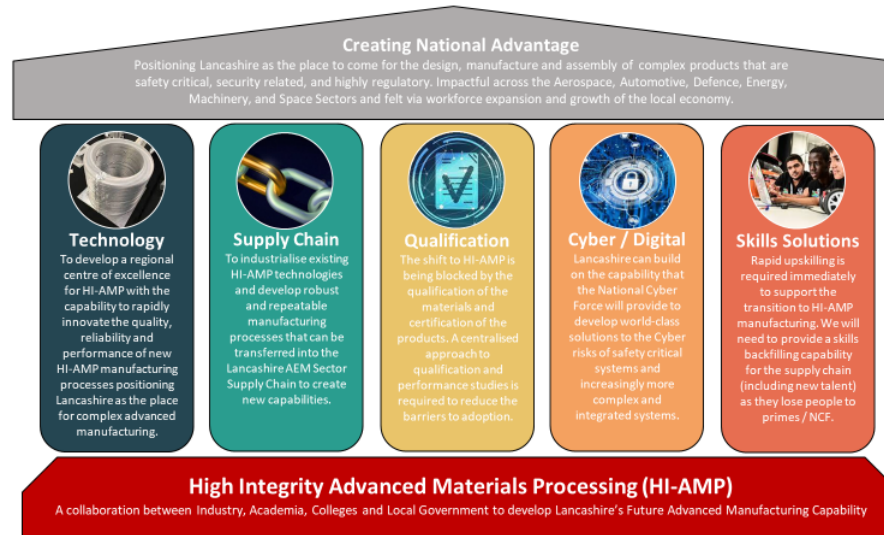 Creating National Advantage
Positioning Lancashire as the place to come for the design, manufacture and assembly of complex products that are
safety critical, security related, and highly regulatory. Impactful across the Aerospace, Automotive, Defence, Energy,
Machinery, and Space Sectors and felt via workforce expansion and growth of the local economy.
Technology
To develop a regional
centre of excellence
for HI-AMP with the
capability to rapidly
innovate the quality,
reliability and
performance of new
HI-AMP manufacturing
processes positioning
Lancashire as the place
for complex advanced
manufacturing.
Supply Chain
To industrialise existing
HI-AMP technologies
and develop robust
and repeatable
manufacturing
processes that can be
transferred into the
Lancashire AEM Sector
Supply Chain to create
new capabilities.
Qualification
The shift to HI-AMP is
being blocked by the
qualification of the
materials and
certification of the
products. A centralised
approach to
qualification and
performance studies is
required to reduce the
barriers to adoption.
Cyber / Digital
Lancashire can build
on the capability that
the National Cyber
Force will provide to
develop world-class
solutions to the Cyber
risks of safety critical
systems and
increasingly more
complex and
integrated systems.
Skills Solutions
Rapid upskilling is
required immediately
to support the
transition to HI-AMP
manufacturing. We will
need to provide a skills
backfilling capability
for the supply chain
(including new talent)
as they lose people to
primes / NCF.
High Integrity Advanced Materials Processing (HI-AMP)
A collaboration between Industry, Academia, Colleges and Local Government to develop Lancashire's Future Advanced Manufacturing Capability